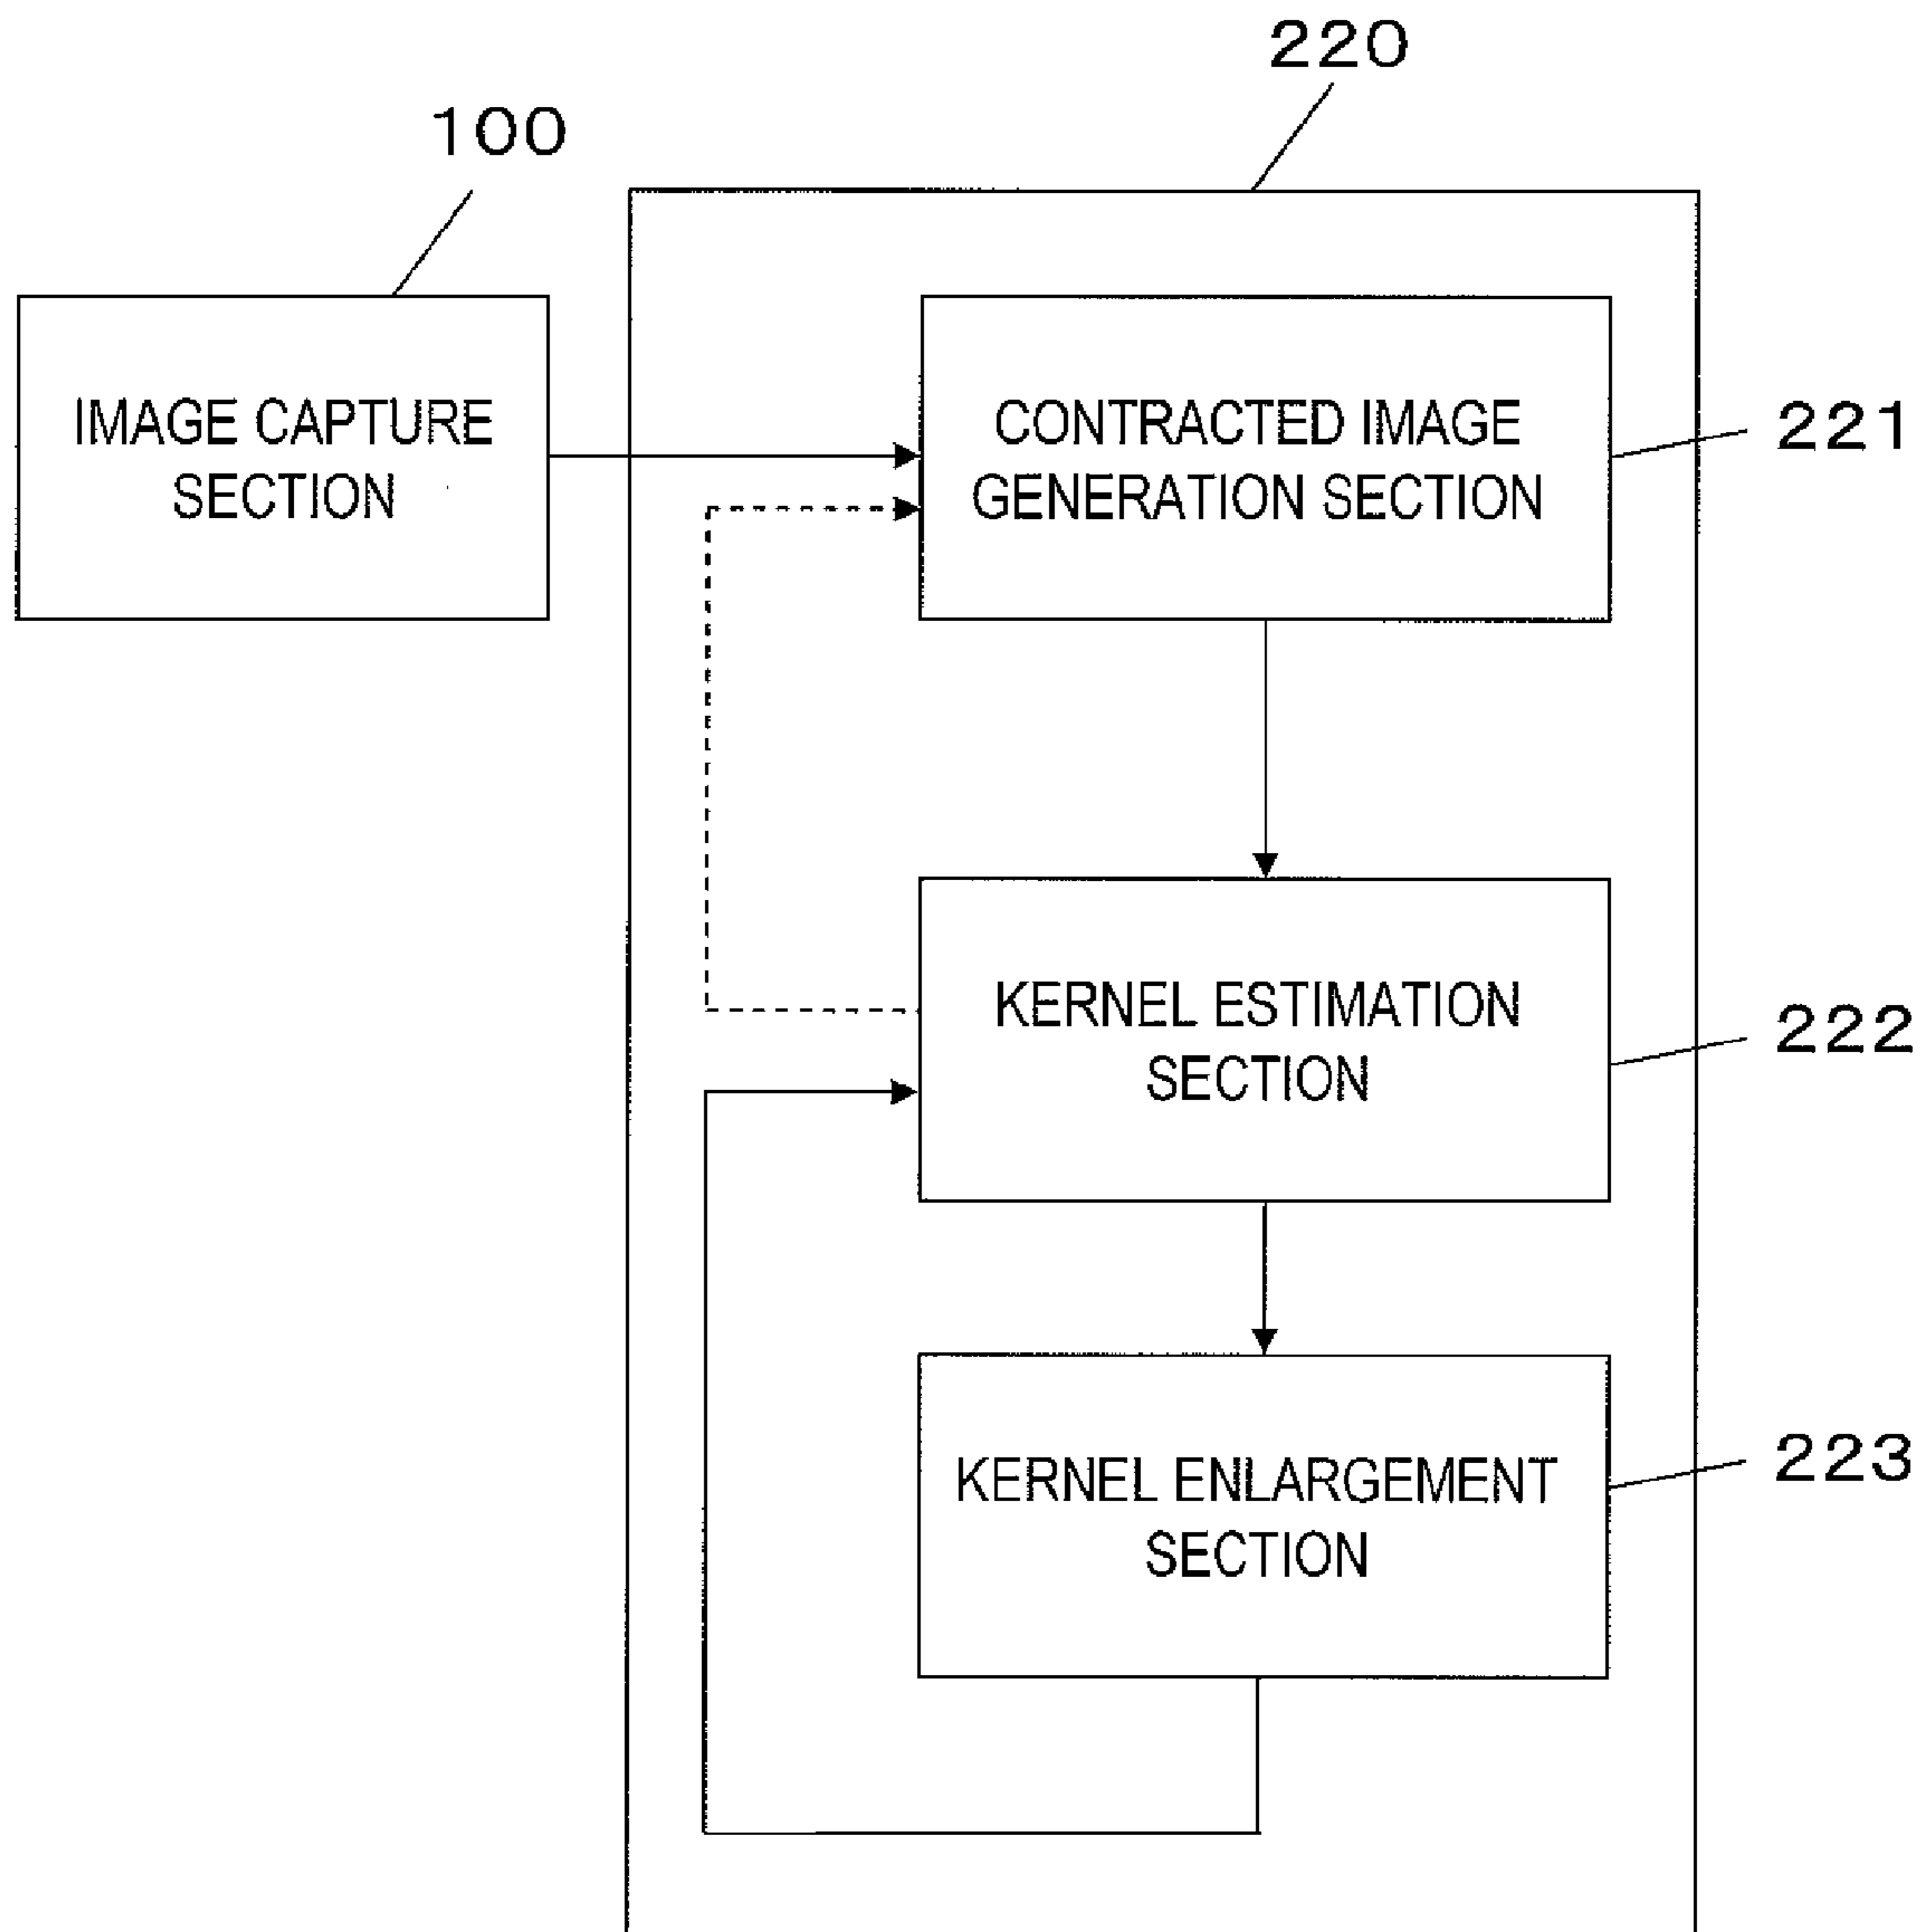 220
100
IMAGE CAPTURE
SECTION
CONTRACTED IMAGE
GENERATION SECTION
221
KERNEL ESTIMATION
SECTION
222
KERNEL ENLARGEMENT
SECTION
223